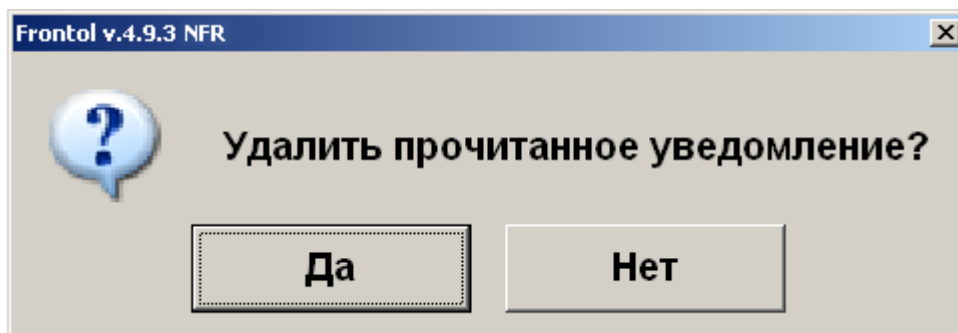 Frontol v.4.9.3 NFR
Удалить прочитанное уведомление?
Да Нет